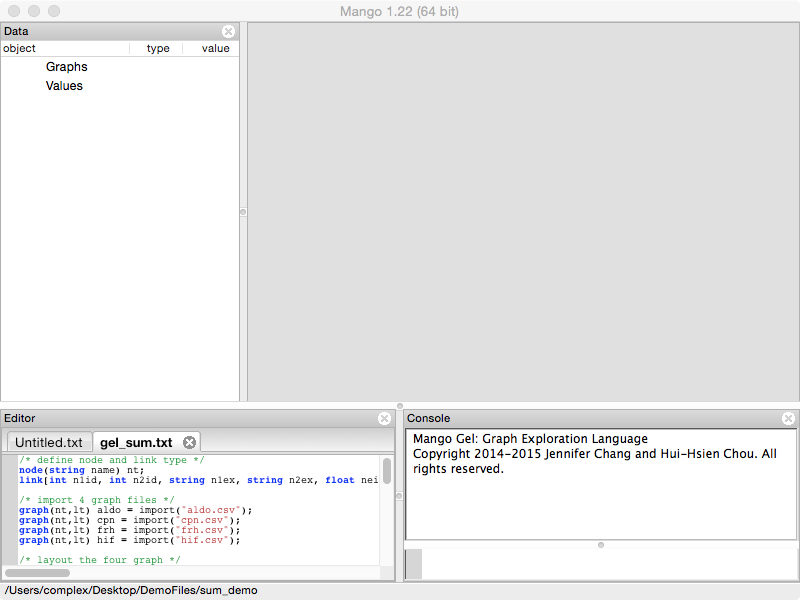 Mango 1.22 (64 bit)
Data
object type value
Graphs
Values
Editor
Untitled.txt gel_sum.txt
/* define node and link type */
node(string name) nt;
link[int n1id, int n2id, string n1ex, string n2ex, float nei
/* import 4 graph files */
graph(nt,lt) aldo = import("aldo.csv");
graph(nt,lt) cpn = import("cpn.csv");
graph(nt,lt) frh = import("frh.csv");
graph(nt,lt) hif = import("hif.csv");
/* layout the four graph */
Console
Mango Gel: Graph Exploration Language
Copyright 2014-2015 Jennifer Chang and Hui-Hsien Chou. All
rights reserved.
/Users/complex/Desktop/DemoFiles/sum_demo